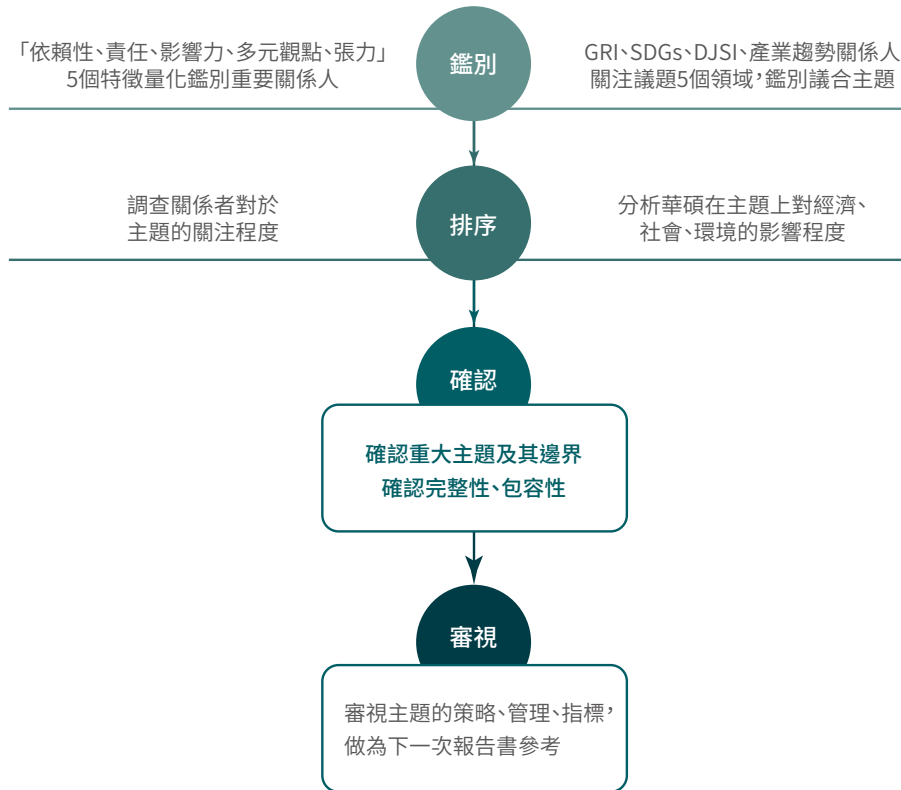 「依賴性、責任、影響力、多元觀點、張力」
5個特徵量化鑑別重要關係人
鑑別
GRI、SDGs、DJSI、產業趨勢關係人
關注議題5個領域，鑑別議合主題
調查關係者對於
主題的關注程度
排序
分析華碩在主題上對經濟、
社會、環境的影響程度
確認
確認重大主題及其邊界
確認完整性、包容性
審視
審視主題的策略、管理、指標，
做為下一次報告書參考